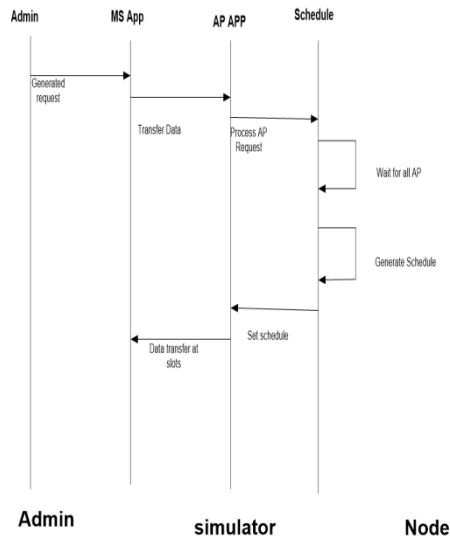 Admin
MS App
AP APP
Schedule
Generated
request
Transfer Data
Process AP
Request
Wait for all AP
Generate Schedule
Set schedule
Data transfer at
slots
Admin
simulator
Node